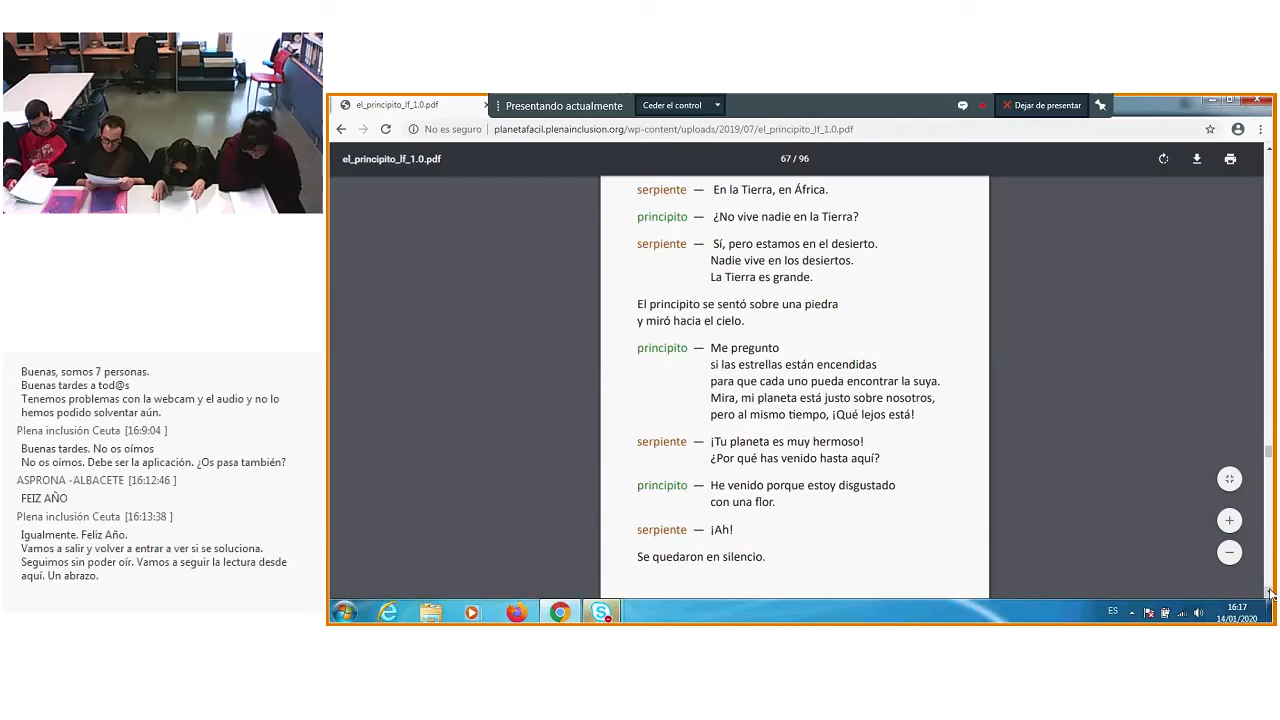 Buenas, somos 7 personas.
Buenas tardes a tod@s
Tenemos problemas con la webcam y el audio y no lo
hemos podido solventar aún.
Plena inclusión Ceuta [16:9:04 ]
Buenas tardes. No os oímos
No os oímos. Debe ser la aplicación. ¿Os pasa también?
ASPRONA -ALBACETE [16:12:46 ]
FEIZ AÑO
Plena inclusión Ceuta [16:13:38 ]
Igualmente. Feliz Año.
Vamos a salir y volver a entrar a ver si se soluciona.
Seguimos sin poder oír. Vamos a seguir la lectura desde
aquí. Un abrazo.
el_principito_lf_1.0.pdf
Presentando actualmente
Ceder el control
Dejar de presentar
No es seguro
planetafacil.plenainclusion.org/wp-content/uploads/2019/07/el_principito_lf_1.0.pdf
el_principito_lf_1.0.pdf
67 / 96
serpiente — En la Tierra, en África.
principito — ¿No vive nadie en la Tierra?
serpiente — Sí, pero estamos en el desierto.
Nadie vive en los desiertos.
La Tierra es grande.
El principito se sentó sobre una piedra
y miró hacia el cielo.
principito — Me pregunto
si las estrellas están encendidas
para que cada uno pueda encontrar la suya.
Mira, mi planeta está justo sobre nosotros,
pero al mismo tiempo, ¡Qué lejos está!
serpiente — ¡Tu planeta es muy hermoso!
¿Por qué has venido hasta aquí?
principito — He venido porque estoy disgustado
con una flor.
serpiente — ¡Ah!
Se quedaron en silencio.
ES
16:17
14/01/2020